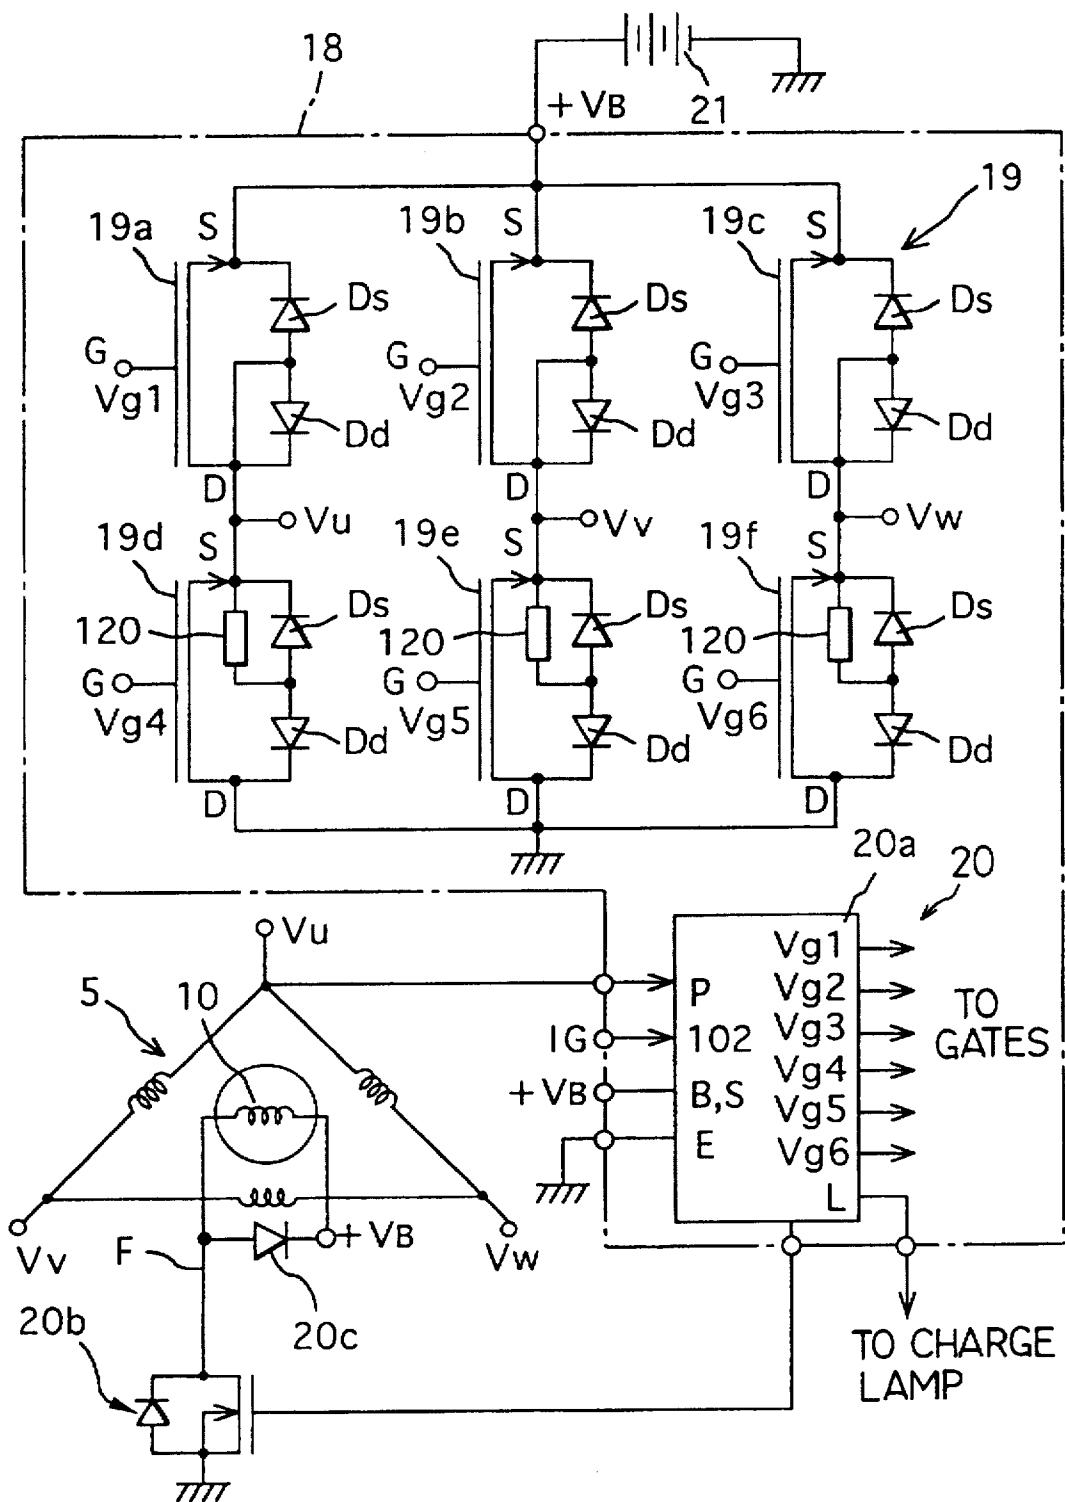 18
21
+VB
19
19a
S
19b
S
19c
S
Ds
Ds
Ds
G
Vg1
G
Vg2
G
Vg3
Dd
Dd
Dd
D
D
D
Vu
Vv
Vw
19d
S
19e
S
19f
S
Ds
Ds
Ds
120
120
120
G
Vg4
G
Vg5
G
Vg6
Dd
Dd
Dd
D
D
D
20a
20
Vu
5
10
P
IG
102
+VB
B,S
E
Vg1
Vg2
Vg3
Vg4
Vg5
Vg6
L
TO
GATES
Vv
F
+VB
Vw
20b
20c
TO CHARGE
LAMP